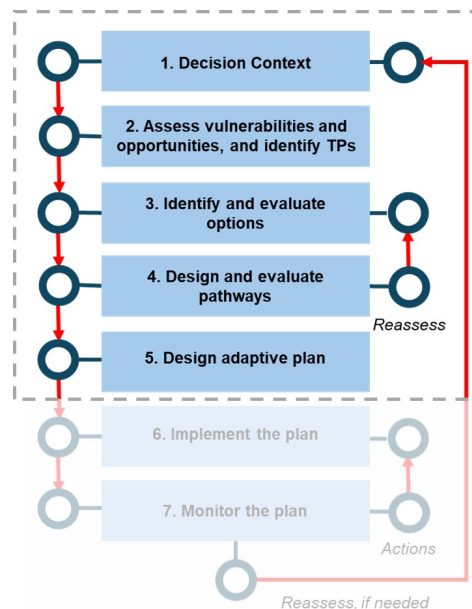 1. Decision Context
2. Assess vulnerabilities and
opportunities, and identify TPs
3. Identify and evaluate
options
4. Design and evaluate
pathways
Reassess
5. Design adaptive plan
6. Implement the plan
7. Monitor the plan
Actions
Reassess, if needed